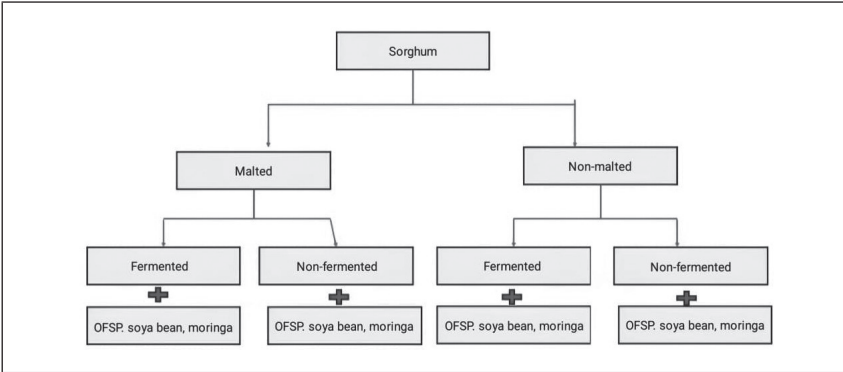 Sorghum
Malted
Non-malted
Fermented
Non-fermented
Fermented
Non-fermented
OFSP. soya bean, moringa
OFSP. soya bean, moringa
OFSP. soya bean, moringa
OFSP. soya bean, moringa